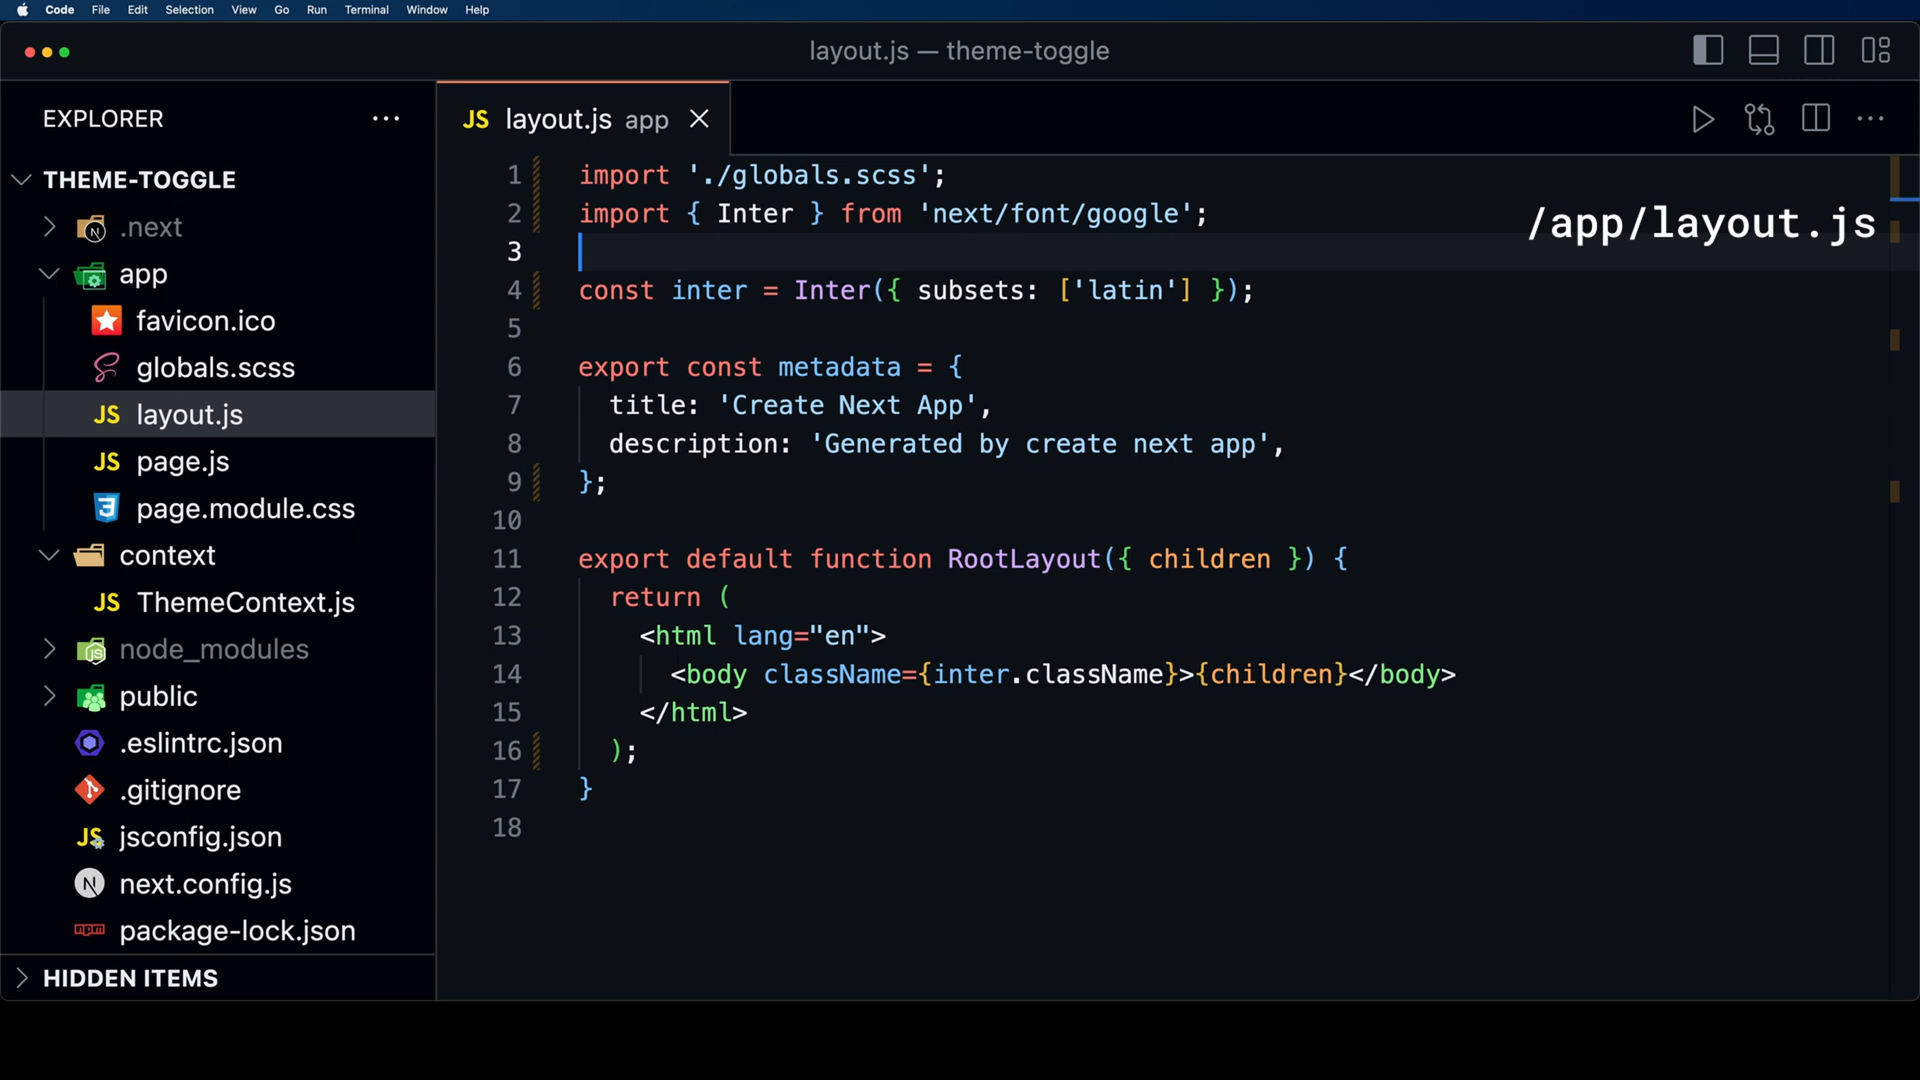 Code File Edit Selection View Go Run Terminal Window Help
layout.js — theme-toggle
EXPLORER
THEME-TOGGLE
.next
app
favicon.ico
globals.scss
JS layout.js
JS page.js
page.module.css
context
JS ThemeContext.js
node_modules
public
.eslintrc.json
.gitignore
JS jsconfig.json
N next.config.js
npm package-lock.json
HIDDEN ITEMS
JS layout.js app
/app/layout.js
1 import './globals.scss';
2 import { Inter } from 'next/font/google';
3
4 const inter = Inter({ subsets: ['latin'] });
5
6 export const metadata = {
7 title: 'Create Next App',
8 description: 'Generated by create next app',
9 };
10
11 export default function RootLayout({ children }) {
12 return (
13 <html lang="en">
14 <body className={inter.className}>{children}</body>
15 </html>
16 );
17 }
18